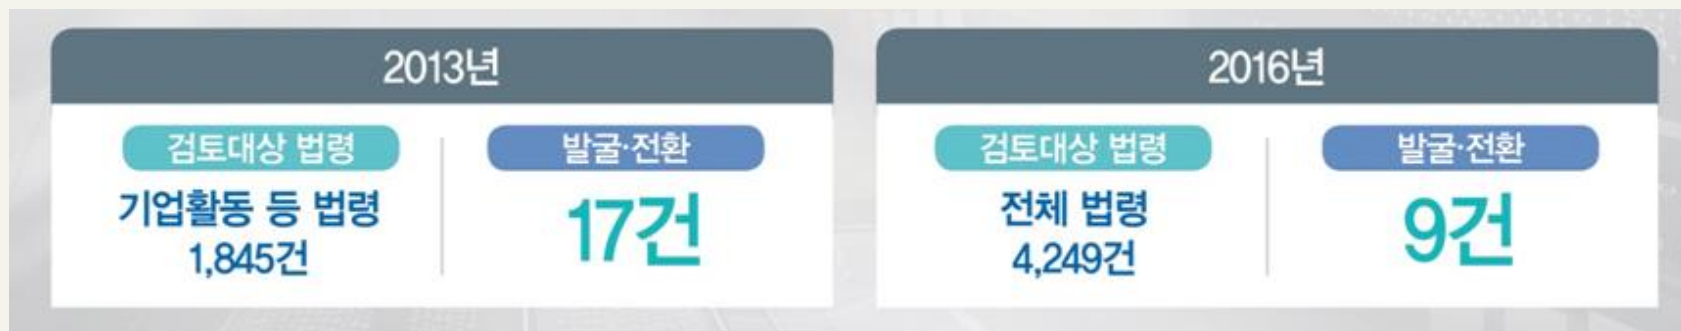 2013년
검토대상 법령
기업활동 등 법령
1,845건
발굴·전환
17건
2016년
검토대상 법령
전체 법령
4,249건
발굴·전환
9건